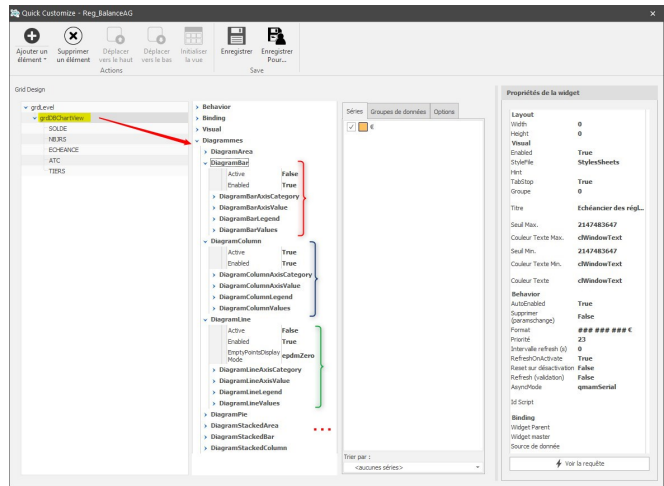 Quick Customize - Reg_BalanceAG
Ajouter un élément
Supprimer un élément
Déplacer vers le haut
Déplacer vers le bas
Initialiser la vue
Enregistrer
Enregistrer Pour...
Actions
Save
Grid Design
grdLevel
grdDBChartView
SOLDE
NBJRS
ECHEANCE
ATC
TIERS
Behavior
Binding
Visual
Diagrammes
DiagramArea
DiagramBar
Active False
Enabled True
DiagramBarAxisCategory
DiagramBarAxisValue
DiagramBarLegend
DiagramBarValues
DiagramColumn
Active True
Enabled True
DiagramColumnAxisCategory
DiagramColumnAxisValue
DiagramColumnLegend
DiagramColumnValues
DiagramLine
Active False
Enabled True
EmptyPointsDisplay Mode epdmZero
DiagramLineAxisCategory
DiagramLineAxisValue
DiagramLineLegend
DiagramLineValues
DiagramPie
DiagramStackedArea
DiagramStackedBar
DiagramStackedColumn
Séries Groupes de données Options
€
Trier par :
<aucunes séries>
Propriétés de la widget
Layout
Width 0
Height 0
Visual
Enabled True
StyleFile StylesSheets
Hint
TabStop True
Groupe 0
Titre Echéancier des régl...
Seuil Max. 2147483647
Couleur Texte Max. clWindowText
Seuil Min. 2147483647
Couleur Texte Min. clWindowText
Couleur Texte clWindowText
Behavior
AutoEnabled True
Supprimer (paramschange) False
Format ### ### ### €
Priorité 23
Intervalle refresh (s) 0
RefreshOnActivate True
Reset sur désactivation False
Refresh (validation) False
AsyncMode qmamSerial
Id Script
Binding
Widget Parent
Widget master
Source de donnée
Voir la requête